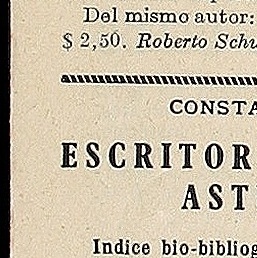 Del mismo autor:
$ 2,50. Roberto Schu
CONSTA
ESCRITOR
AST
Indice bio-bibliog